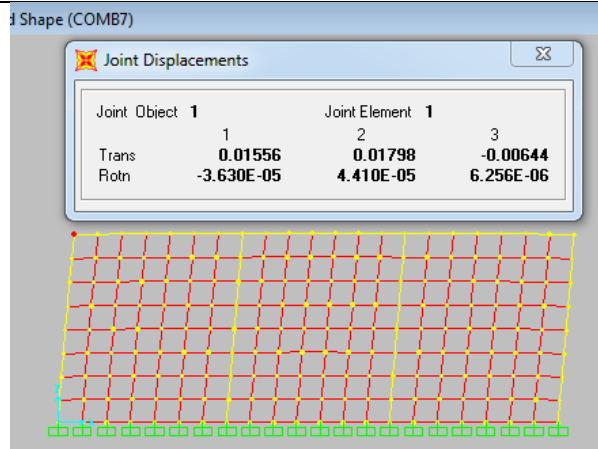 d Shape (COMB7)
Joint Displacements
Joint Object 1 Joint Element 1
1 2 3
Trans 0.01556 0.01798 -0.00644
Rotn -3.630E-05 4.410E-05 6.256E-06